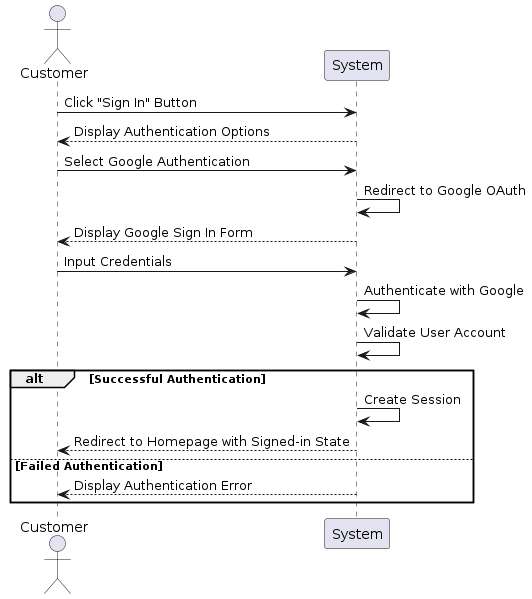 Customer
System
Click "Sign In" Button
Display Authentication Options
Select Google Authentication
Redirect to Google OAuth
Display Google Sign In Form
Input Credentials
Authenticate with Google
Validate User Account
alt [Successful Authentication]
Create Session
Redirect to Homepage with Signed-in State
[Failed Authentication]
Display Authentication Error
Customer
System